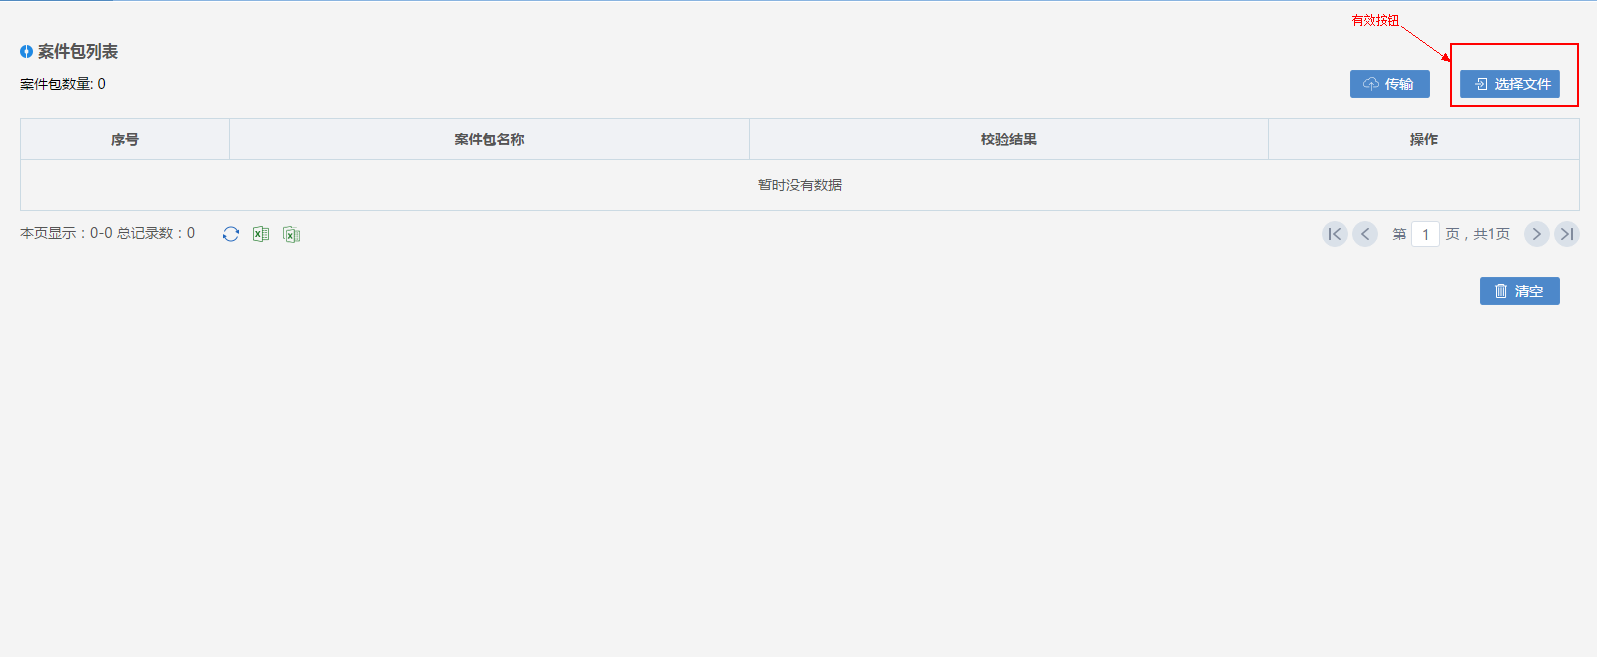 有效按钮
案件包列表
案件包数量: 0
传输 选择文件
序号 案件包名称 校验结果 操作
暂时没有数据
本页显示：0-0 总记录数：0 第 1 页，共1页
清空